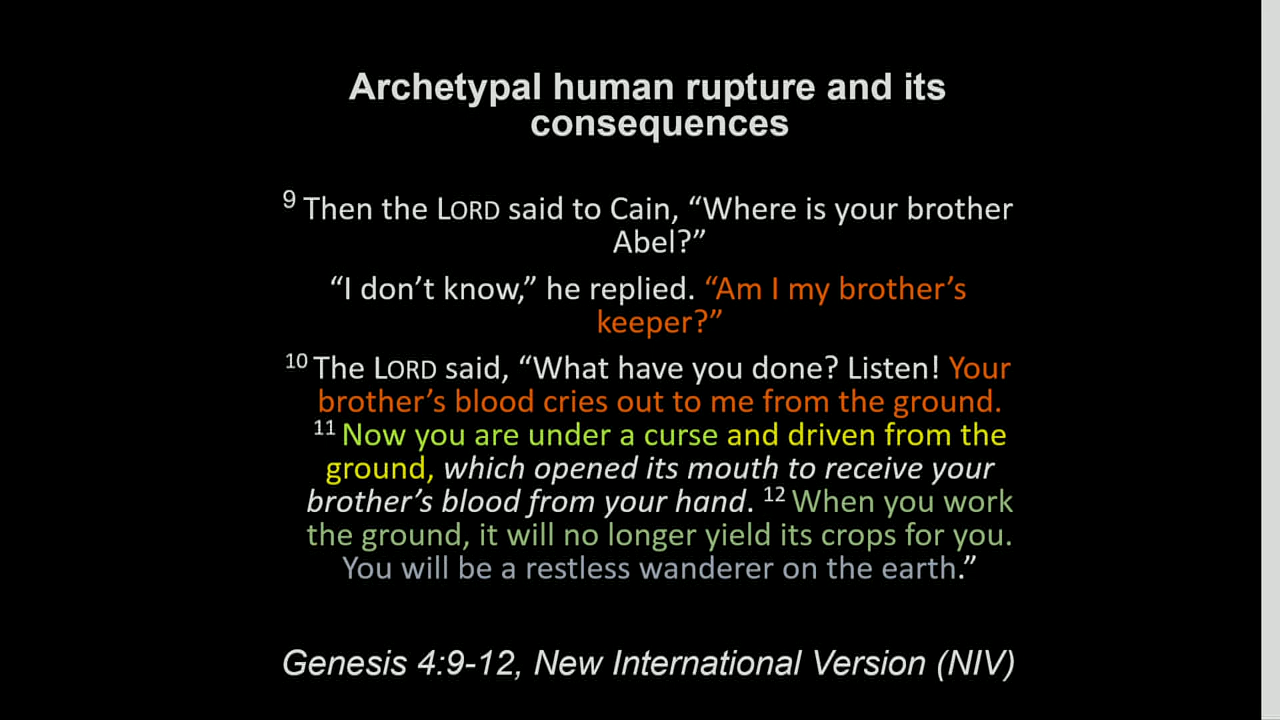 Archetypal human rupture and its
consequences
9 Then the LORD said to Cain, “Where is your brother
Abel?”
“I don’t know,” he replied. “Am I my brother’s
keeper?”
10 The LORD said, “What have you done? Listen! Your
brother’s blood cries out to me from the ground.
11 Now you are under a curse and driven from the
ground, which opened its mouth to receive your
brother’s blood from your hand. 12 When you work
the ground, it will no longer yield its crops for you.
You will be a restless wanderer on the earth.”
Genesis 4:9-12, New International Version (NIV)